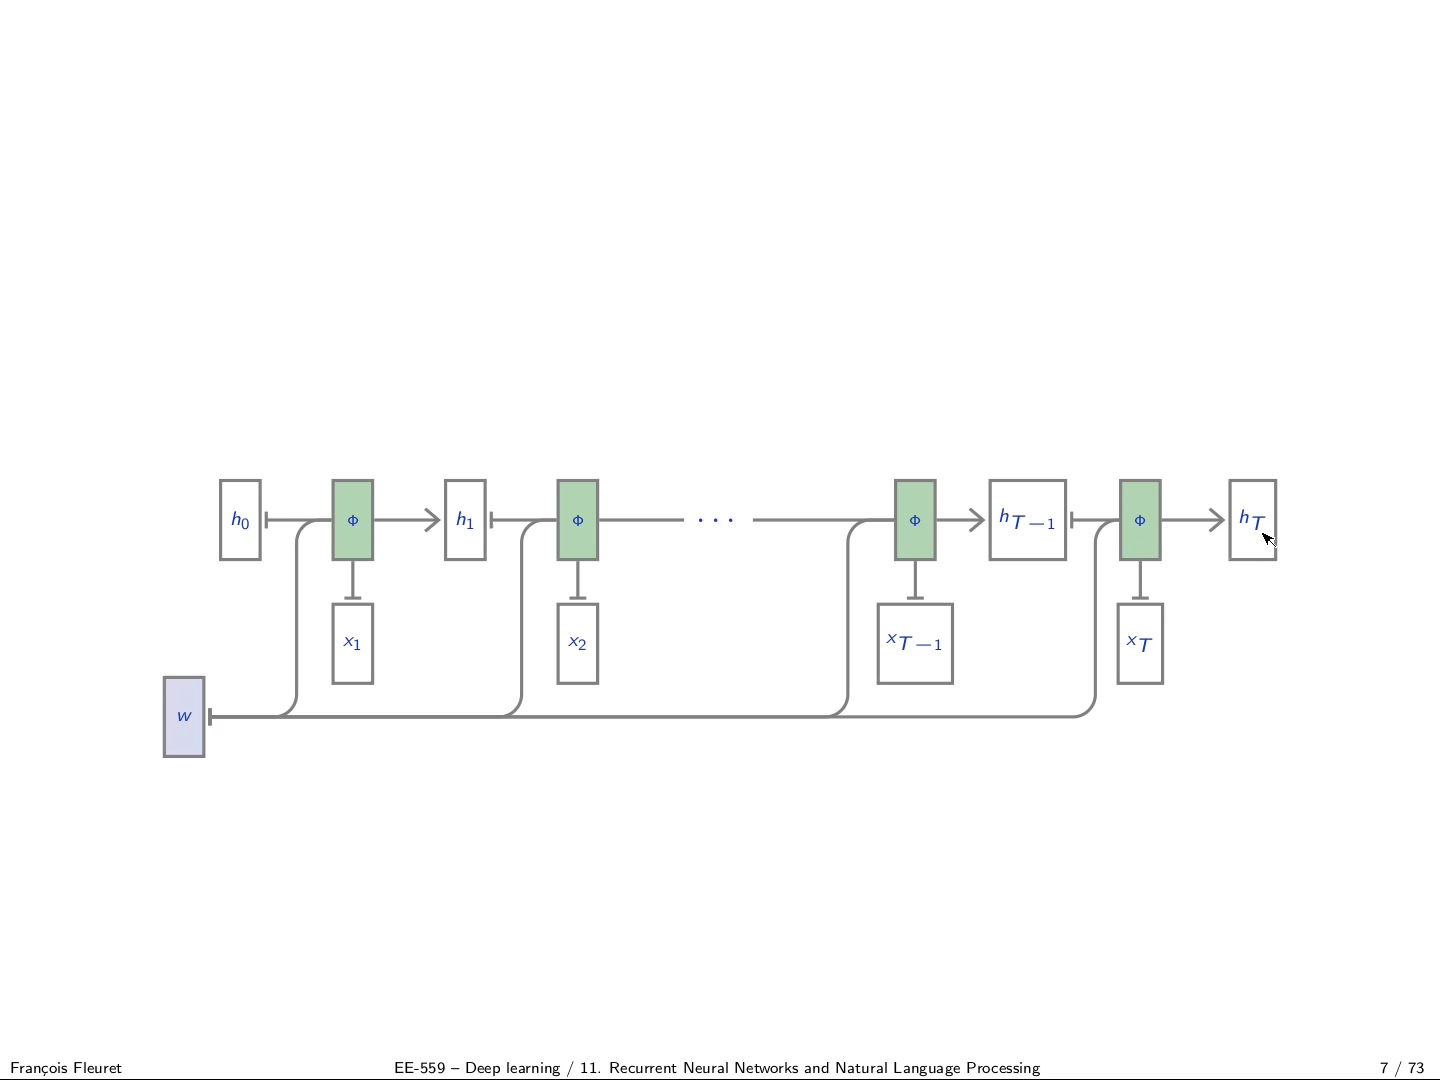 h0 Φ h1 Φ . . . Φ hT−1 Φ hT
x1 x2 xT−1 xT
w
François Fleuret EE-559 – Deep learning / 11. Recurrent Neural Networks and Natural Language Processing 7 / 73